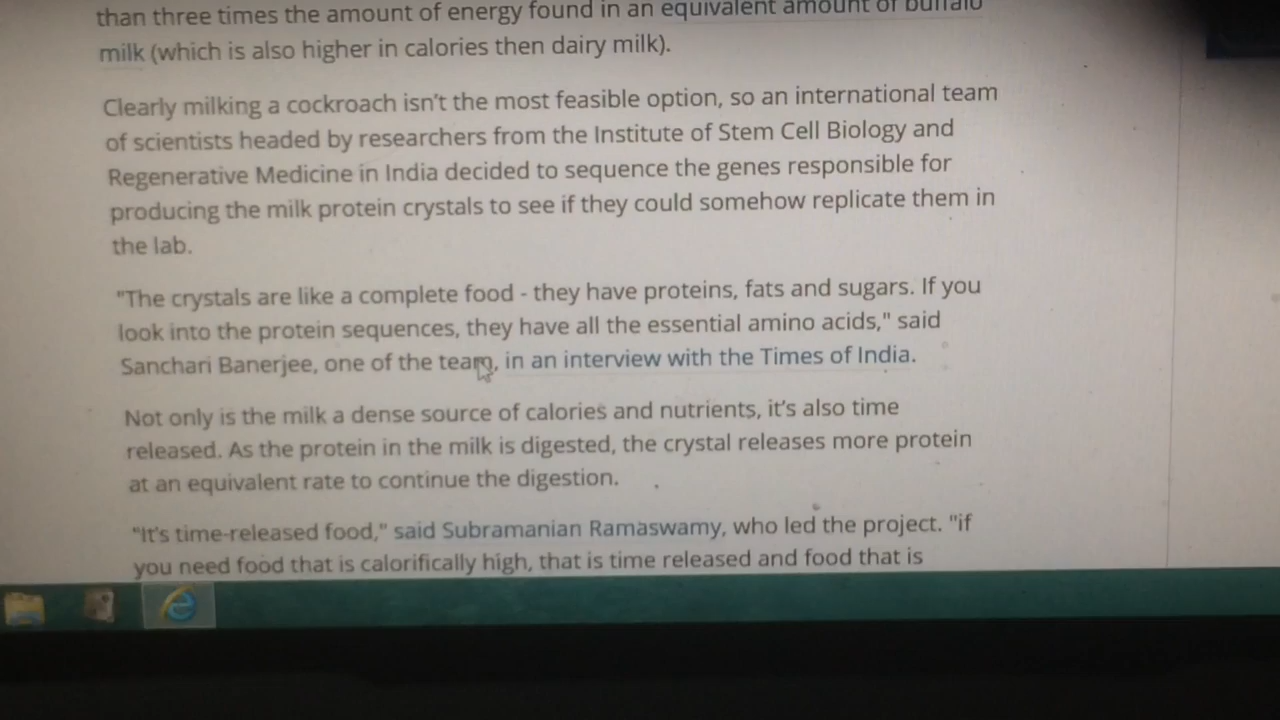 than three times the amount of energy found in an equivalent amount of buffalo
milk (which is also higher in calories then dairy milk).
Clearly milking a cockroach isn't the most feasible option, so an international team
of scientists headed by researchers from the Institute of Stem Cell Biology and
Regenerative Medicine in India decided to sequence the genes responsible for
producing the milk protein crystals to see if they could somehow replicate them in
the lab.
"The crystals are like a complete food - they have proteins, fats and sugars. If you
look into the protein sequences, they have all the essential amino acids," said
Sanchari Banerjee, one of the team, in an interview with the Times of India.
Not only is the milk a dense source of calories and nutrients, it's also time
released. As the protein in the milk is digested, the crystal releases more protein
at an equivalent rate to continue the digestion.
"It's time-released food," said Subramanian Ramaswamy, who led the project. "if
you need food that is calorifically high, that is time released and food that is